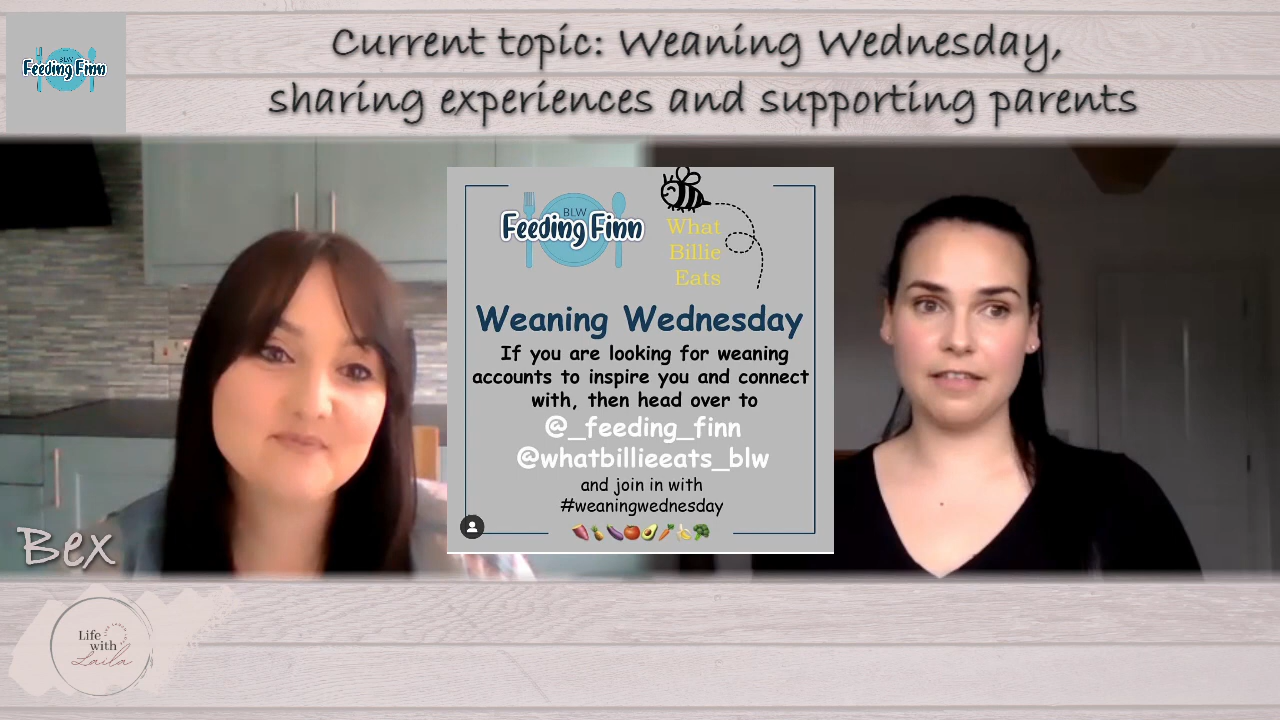 Current topic: Weaning Wednesday,
sharing experiences and supporting parents
BLW
Feeding Finn
BLW
Feeding Finn
What
Billie
Eats
Weaning Wednesday
If you are looking for weaning
accounts to inspire you and connect
with, then head over to
@_feeding_finn
@whatbillieeats_blw
and join in with
#weaningwednesday
Bex
Life
with
Laila